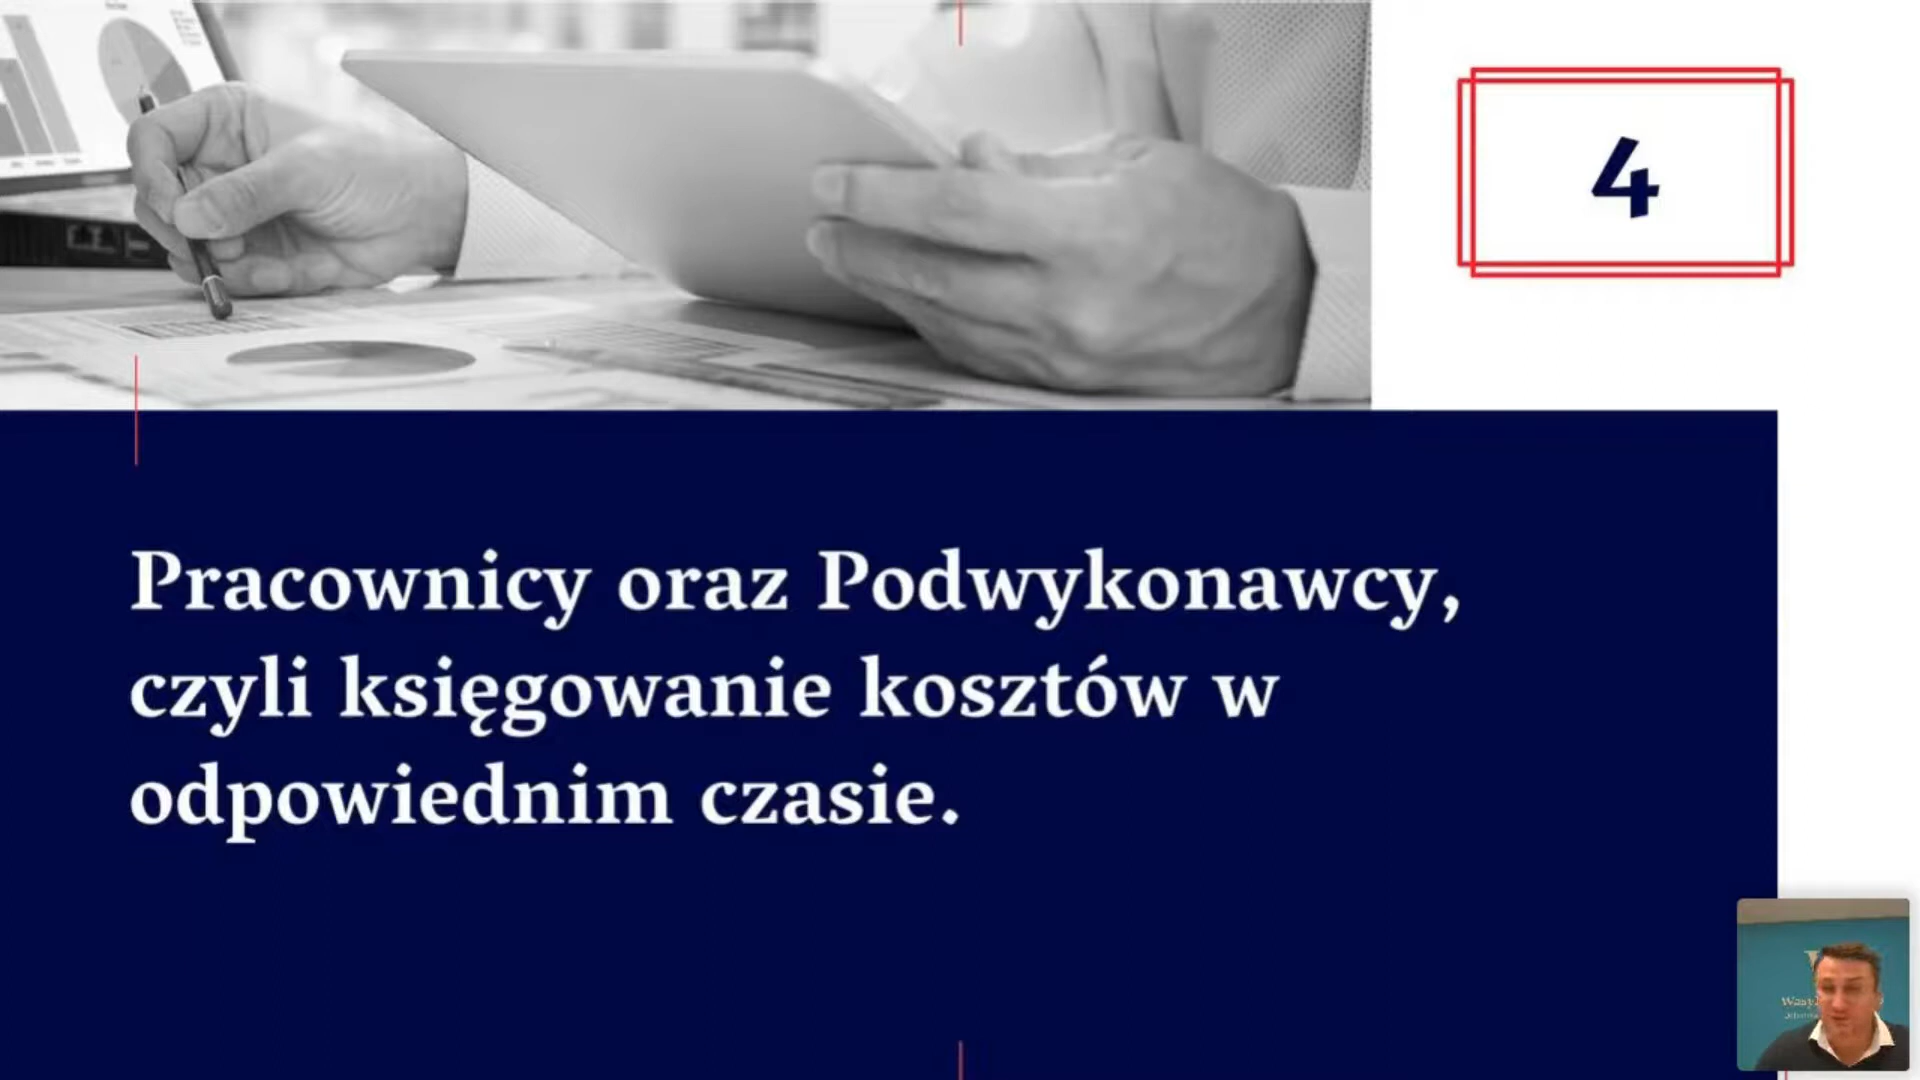 4
Pracownicy oraz Podwykonawcy,
czyli księgowanie kosztów w
odpowiednim czasie.